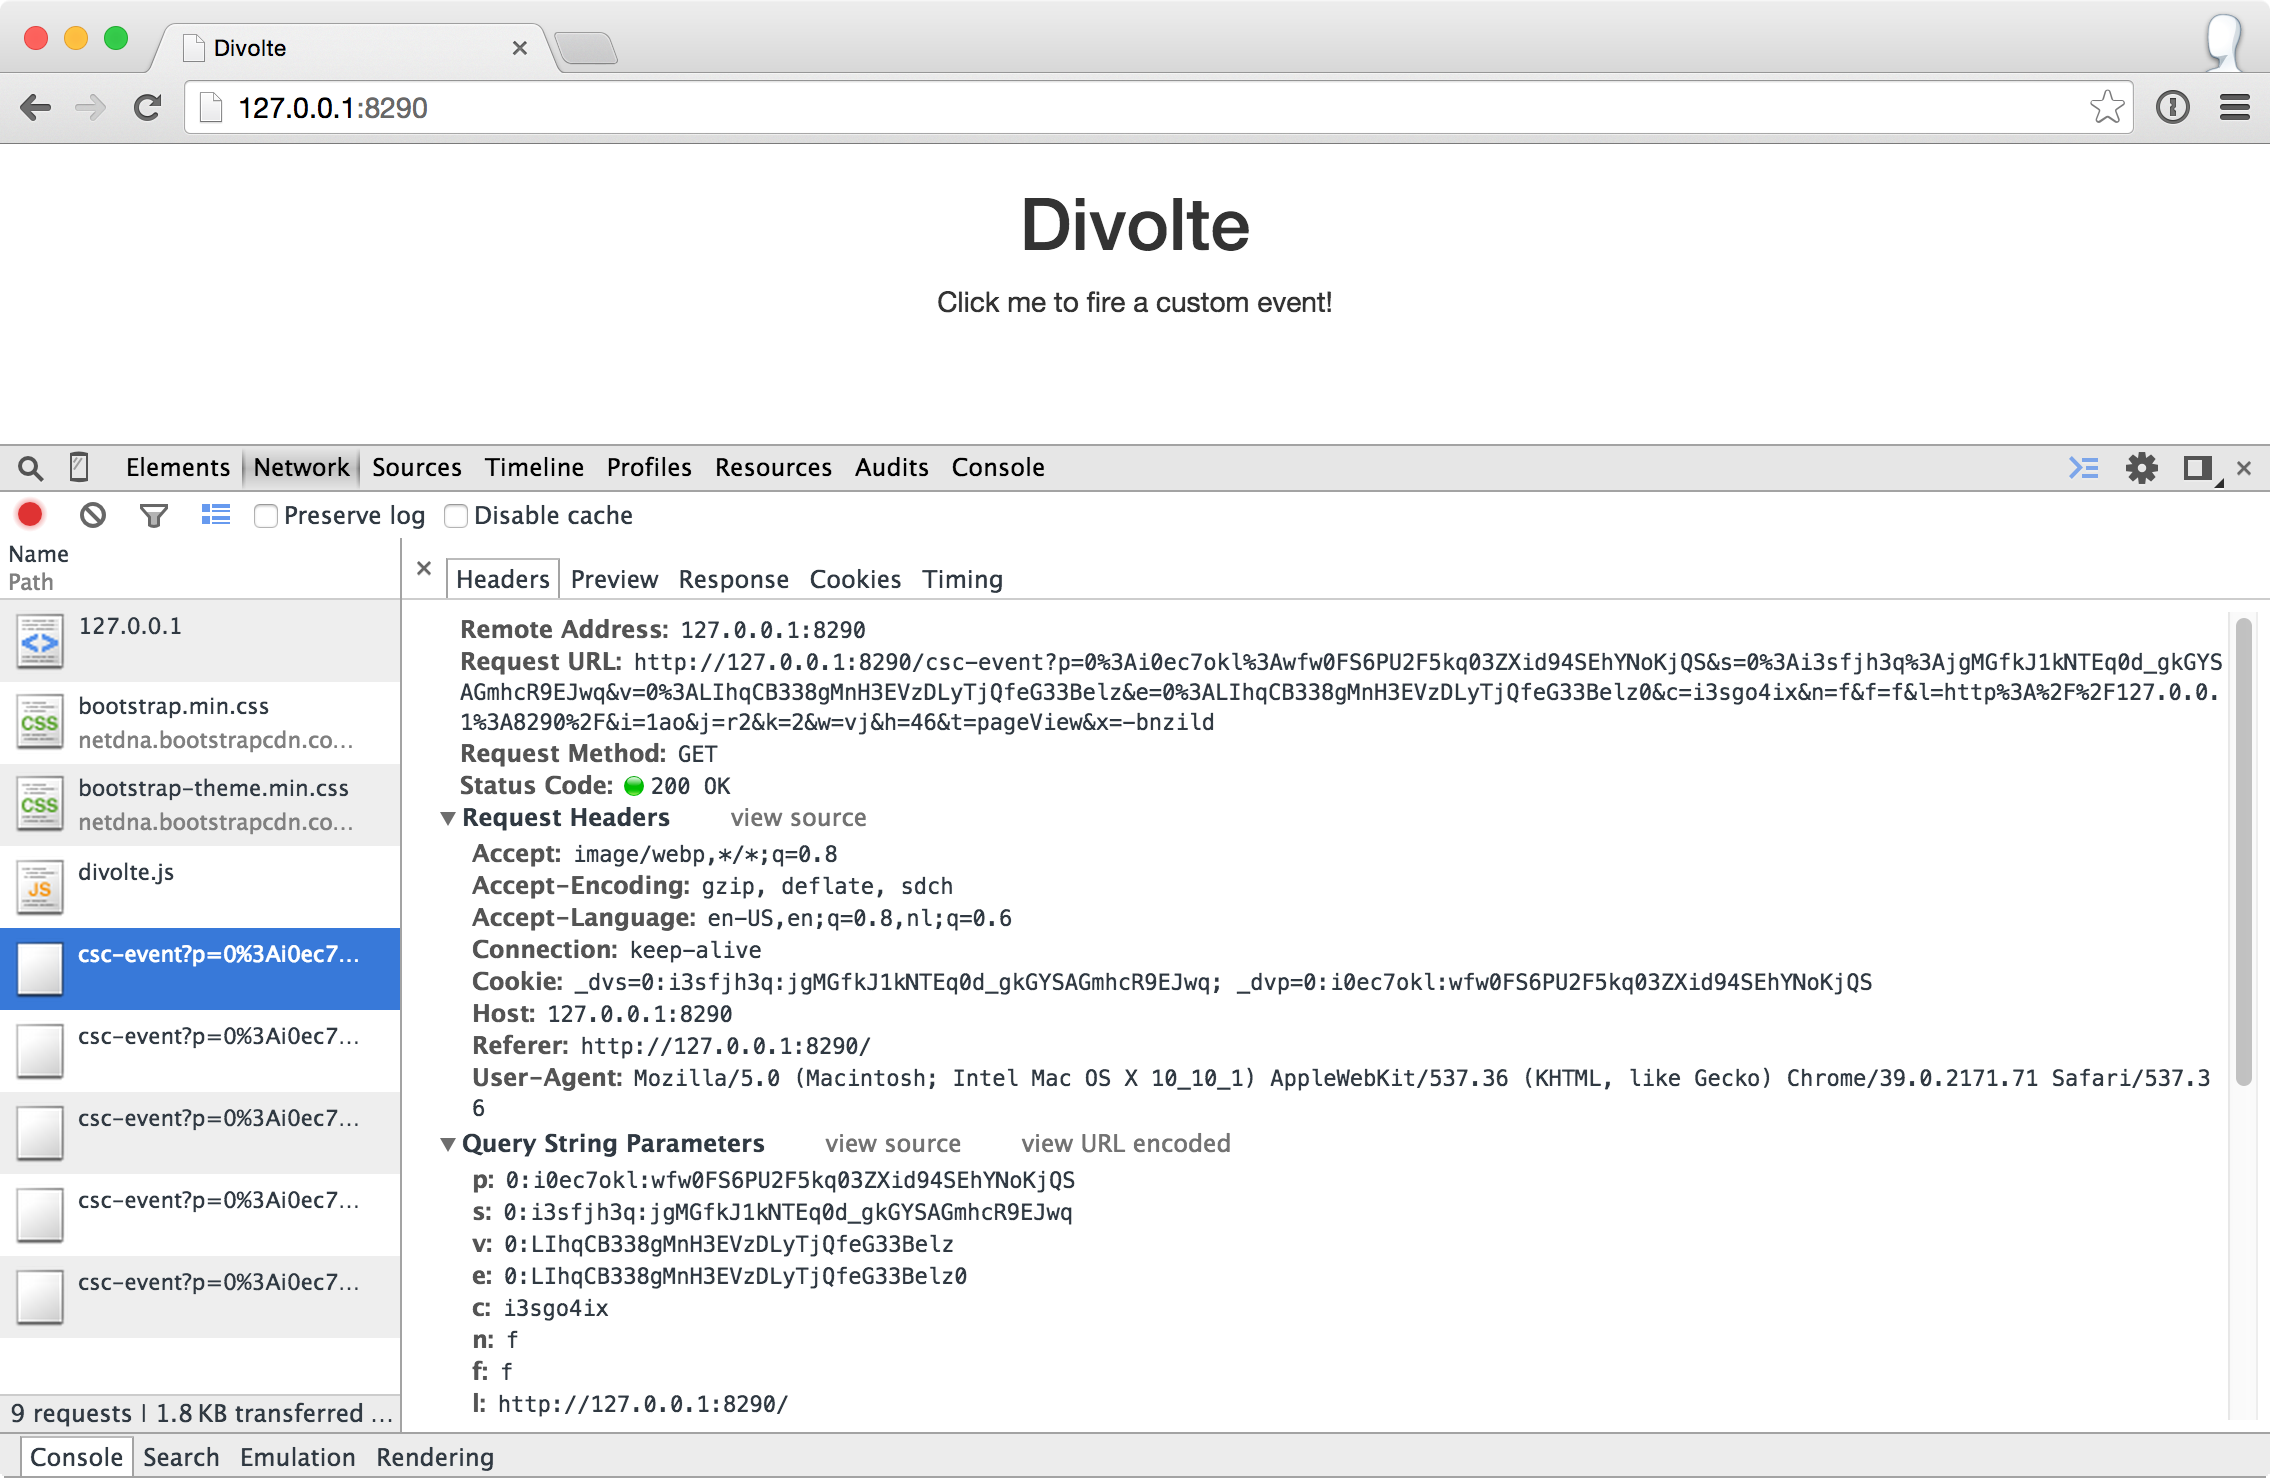 Divolte
127.0.0.1:8290
Divolte
Click me to fire a custom event!
Elements Network Sources Timeline Profiles Resources Audits Console
Preserve log Disable cache
Name
Path
Headers Preview Response Cookies Timing
127.0.0.1
bootstrap.min.css
netdna.bootstrapcdn.co...
bootstrap-theme.min.css
netdna.bootstrapcdn.co...
divolte.js
csc-event?p=0%3Ai0ec7...
csc-event?p=0%3Ai0ec7...
csc-event?p=0%3Ai0ec7...
csc-event?p=0%3Ai0ec7...
csc-event?p=0%3Ai0ec7...
9 requests | 1.8 KB transferred ...
Remote Address: 127.0.0.1:8290
Request URL: http://127.0.0.1:8290/csc-event?p=0%3Ai0ec7okl%3Awfw0FS6PU2F5kq03ZXid94SEhYNoKjQS&s=0%3Ai3sfjh3q%3AjgMGfkJ1kNTEq0d_gkGYS
AGmhcR9EJwq&v=0%3ALIhqCB338gMnH3EVzDLyTjQfeG33Belz&e=0%3ALIhqCB338gMnH3EVzDLyTjQfeG33Belz0&c=i3sgo4ix&n=f&f=f&l=http%3A%2F%2F127.0.0.
1%3A8290%2F&i=1ao&j=r2&k=2&w=vj&h=46&t=pageView&x=-bnzild
Request Method: GET
Status Code: 200 OK
Request Headers view source
Accept: image/webp,*/*;q=0.8
Accept-Encoding: gzip, deflate, sdch
Accept-Language: en-US,en;q=0.8,nl;q=0.6
Connection: keep-alive
Cookie: _dvs=0:i3sfjh3q:jgMGfkJ1kNTEq0d_gkGYSAGmhcR9EJwq; _dvp=0:i0ec7okl:wfw0FS6PU2F5kq03ZXid94SEhYNoKjQS
Host: 127.0.0.1:8290
Referer: http://127.0.0.1:8290/
User-Agent: Mozilla/5.0 (Macintosh; Intel Mac OS X 10_10_1) AppleWebKit/537.36 (KHTML, like Gecko) Chrome/39.0.2171.71 Safari/537.3
6
Query String Parameters view source view URL encoded
p: 0:i0ec7okl:wfw0FS6PU2F5kq03ZXid94SEhYNoKjQS
s: 0:i3sfjh3q:jgMGfkJ1kNTEq0d_gkGYSAGmhcR9EJwq
v: 0:LIhqCB338gMnH3EVzDLyTjQfeG33Belz
e: 0:LIhqCB338gMnH3EVzDLyTjQfeG33Belz0
c: i3sgo4ix
n: f
f: f
l: http://127.0.0.1:8290/
Console Search Emulation Rendering